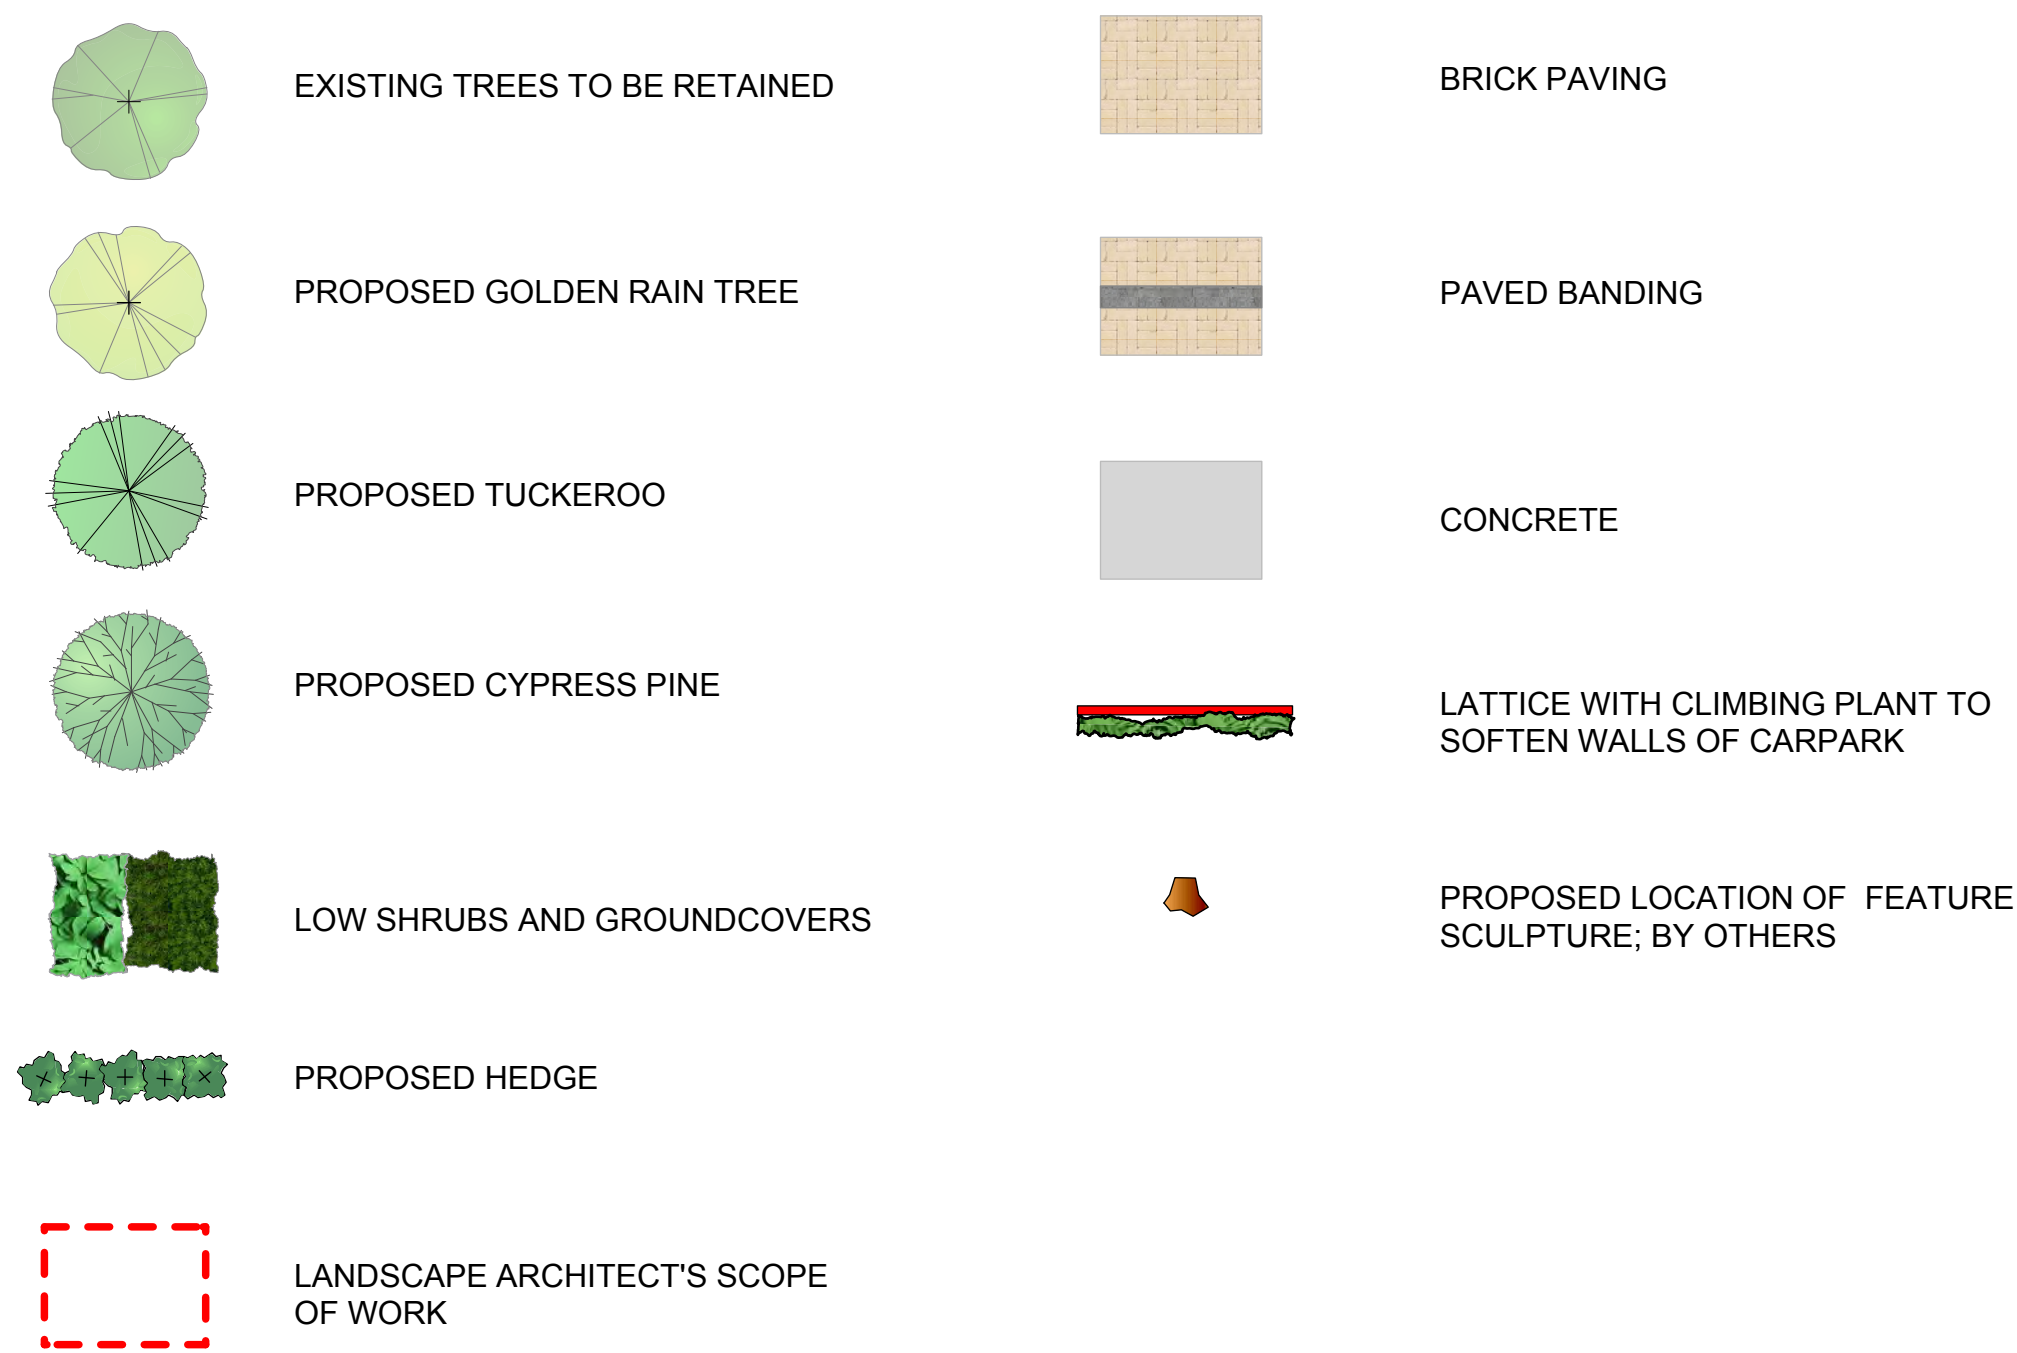 EXISTING TREES TO BE RETAINED
PROPOSED GOLDEN RAIN TREE
PROPOSED TUCKEROO
PROPOSED CYPRESS PINE
LOW SHRUBS AND GROUNDCOVERS
PROPOSED HEDGE
LANDSCAPE ARCHITECT'S SCOPE
OF WORK
BRICK PAVING
PAVED BANDING
CONCRETE
LATTICE WITH CLIMBING PLANT TO
SOFTEN WALLS OF CARPARK
PROPOSED LOCATION OF  FEATURE
SCULPTURE; BY OTHERS